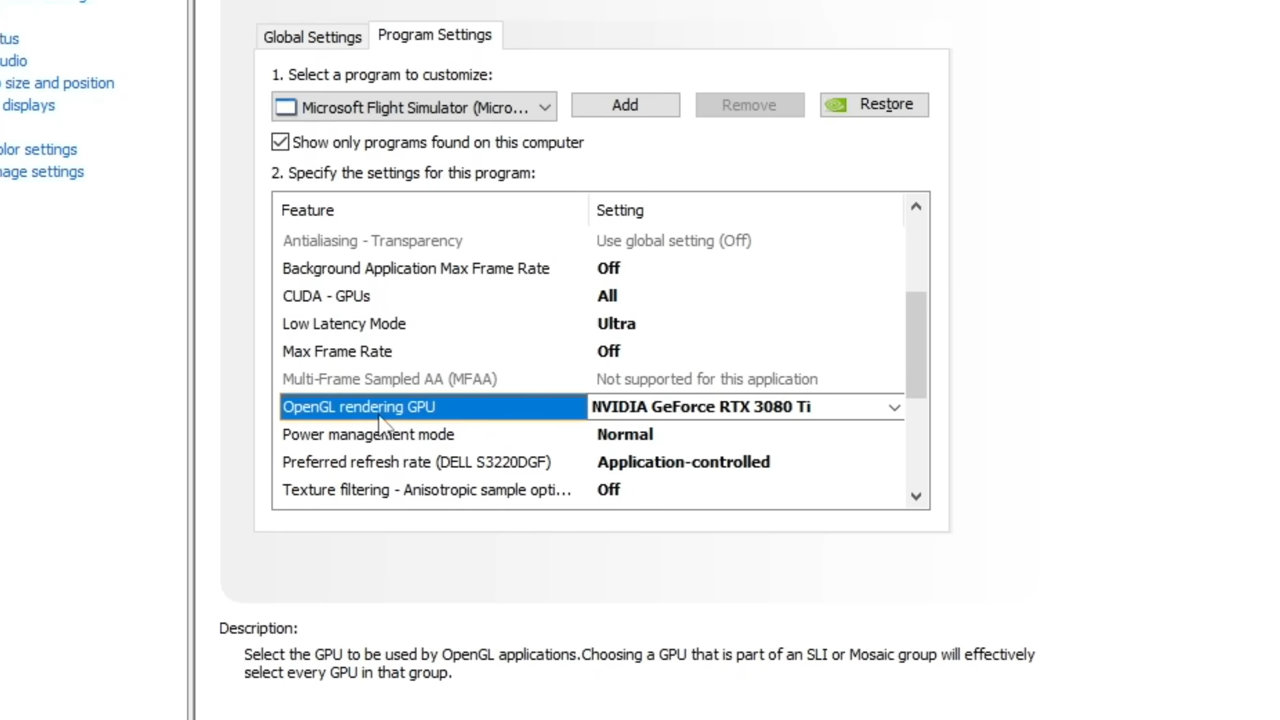 tus
udio
size and position
displays
olor settings
nage settings
Global Settings
Program Settings
1. Select a program to customize:
Microsoft Flight Simulator (Micro...
Add
Remove
Restore
Show only programs found on this computer
2. Specify the settings for this program:
Feature Setting
Antialiasing - Transparency Use global setting (Off)
Background Application Max Frame Rate Off
CUDA - GPUs All
Low Latency Mode Ultra
Max Frame Rate Off
Multi-Frame Sampled AA (MFAA) Not supported for this application
OpenGL rendering GPU NVIDIA GeForce RTX 3080 Ti
Power management mode Normal
Preferred refresh rate (DELL S3220DGF) Application-controlled
Texture filtering - Anisotropic sample opti... Off
Description:
Select the GPU to be used by OpenGL applications.Choosing a GPU that is part of an SLI or Mosaic group will effectively
select every GPU in that group.